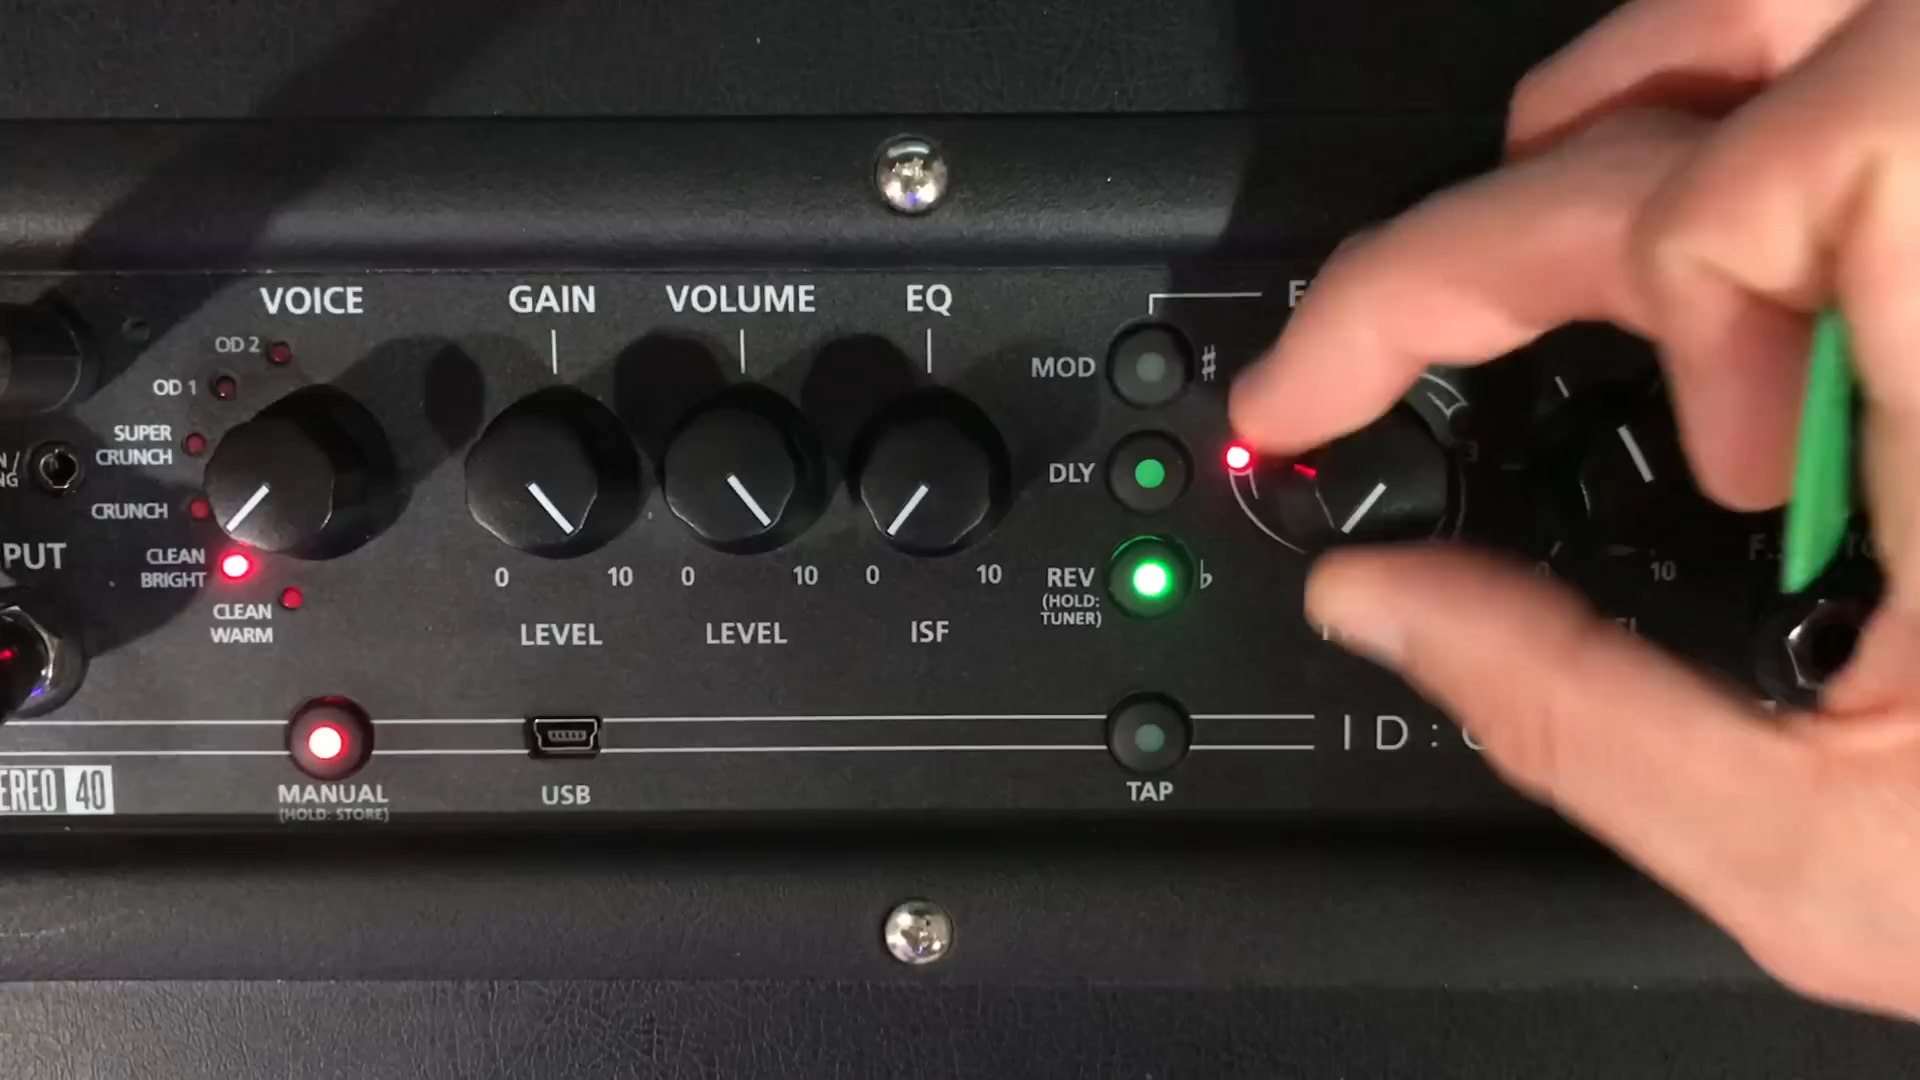 VOICE
GAIN
VOLUME
EQ
OD 2
OD 1
SUPER
CRUNCH
CRUNCH
CLEAN
BRIGHT
CLEAN
WARM
0
10
LEVEL
0
10
LEVEL
0
10
ISF
MOD
♯
DLY
REV
♭
(HOLD:
TUNER)
3
10
PUT
EREO 40
MANUAL
(HOLD: STORE)
USB
TAP
ID: